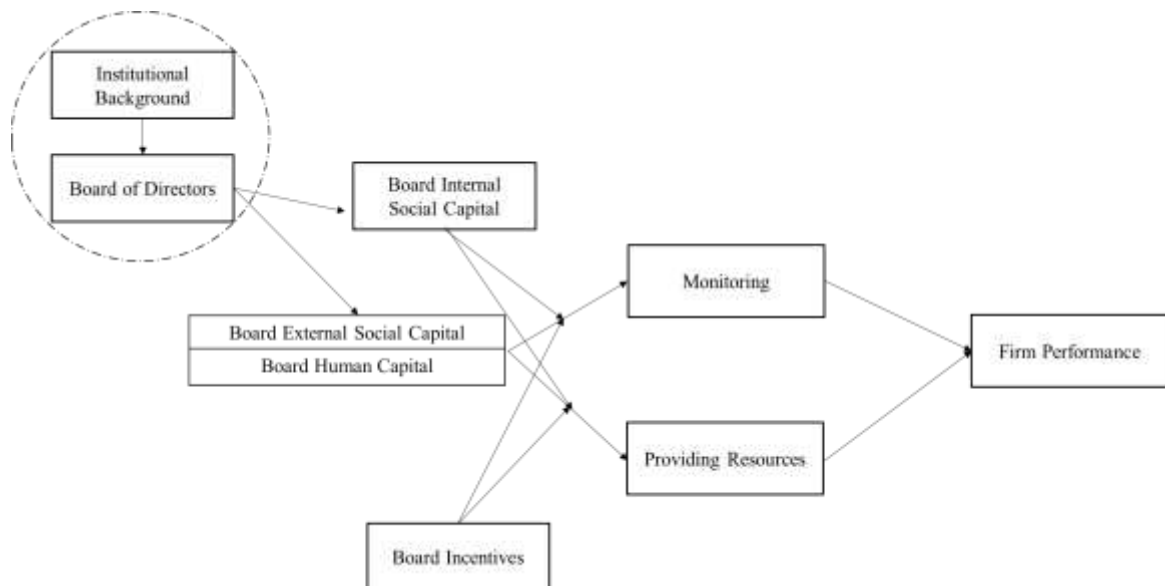 Institutional
Background
Board of Directors
Board Internal
Social Capital
Board External Social Capital
Board Human Capital
Monitoring
Providing Resources
Firm Performance
Board Incentives